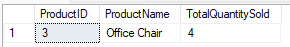 ProductID ProductName TotalQuantitySold
1 3 Office Chair 4